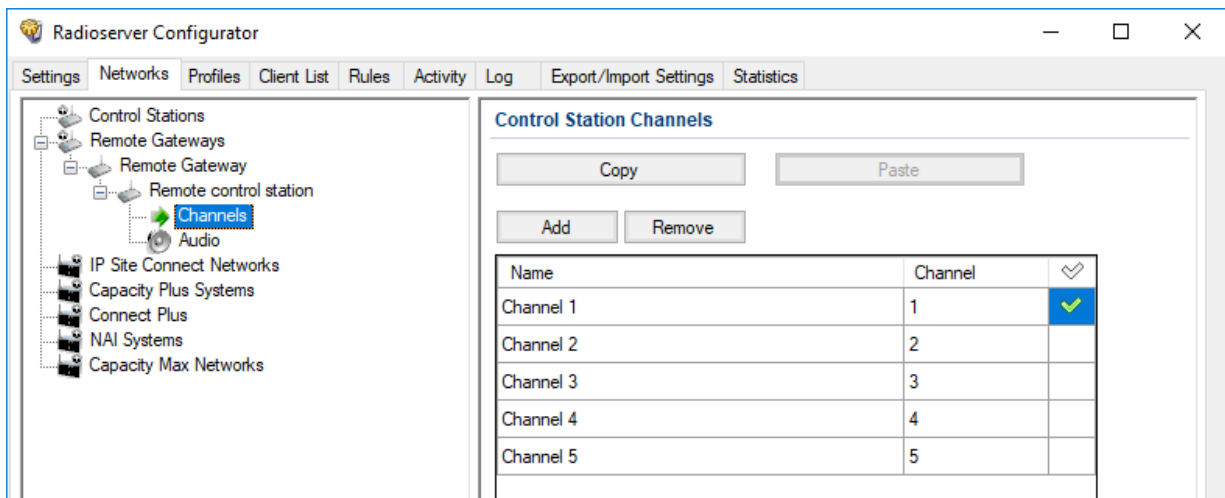 Radioserver Configurator
Settings Networks Profiles Client List Rules Activity Log Export/Import Settings Statistics
Control Stations
Remote Gateways
Remote Gateway
Remote control station
Channels
Audio
IP Site Connect Networks
Capacity Plus Systems
Connect Plus
NAI Systems
Capacity Max Networks
Control Station Channels
Copy Paste
Add Remove
Name Channel
Channel 1 1
Channel 2 2
Channel 3 3
Channel 4 4
Channel 5 5